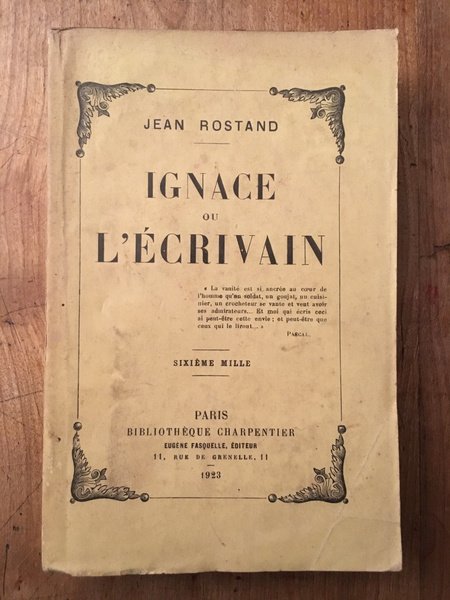 JEAN ROSTAND
IGNACE
OU
L'ÉCRIVAIN
« La vanité est si ancrée au cœur de
l'homme qu'un soldat, un goujat, un cuisi-
nier, un crocheteur se vante et veut avoir
ses admirateurs... Et moi qui écris ceci
ai peut-être cette envie ; et peut-être que
ceux qui le liront... »
PASCAL.
SIXIÈME MILLE
PARIS
BIBLIOTHÈQUE CHARPENTIER
EUGÈNE FASQUELLE, ÉDITEUR
11, RUE DE GRENELLE, 11
1923